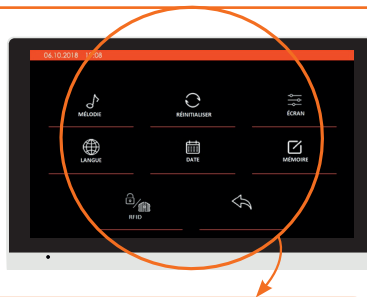 06.10.2018
MÉLODIE
RÉINITIALISER
ÉCRAN
LANGUE
DATE
MÉMOIRE
RFID